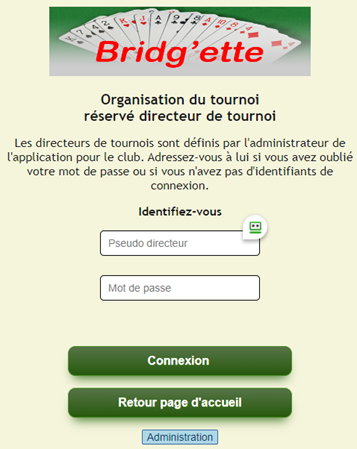 Bridg'ette
Organisation du tournoi
réservé directeur de tournoi
Les directeurs de tournois sont définis par l'administrateur de
l'application pour le club. Adressez-vous à lui si vous avez oublié
votre mot de passe ou si vous n'avez pas d'identifiants de
connexion.
Identifiez-vous
Pseudo directeur
Mot de passe
Connexion
Retour page d'accueil
Administration